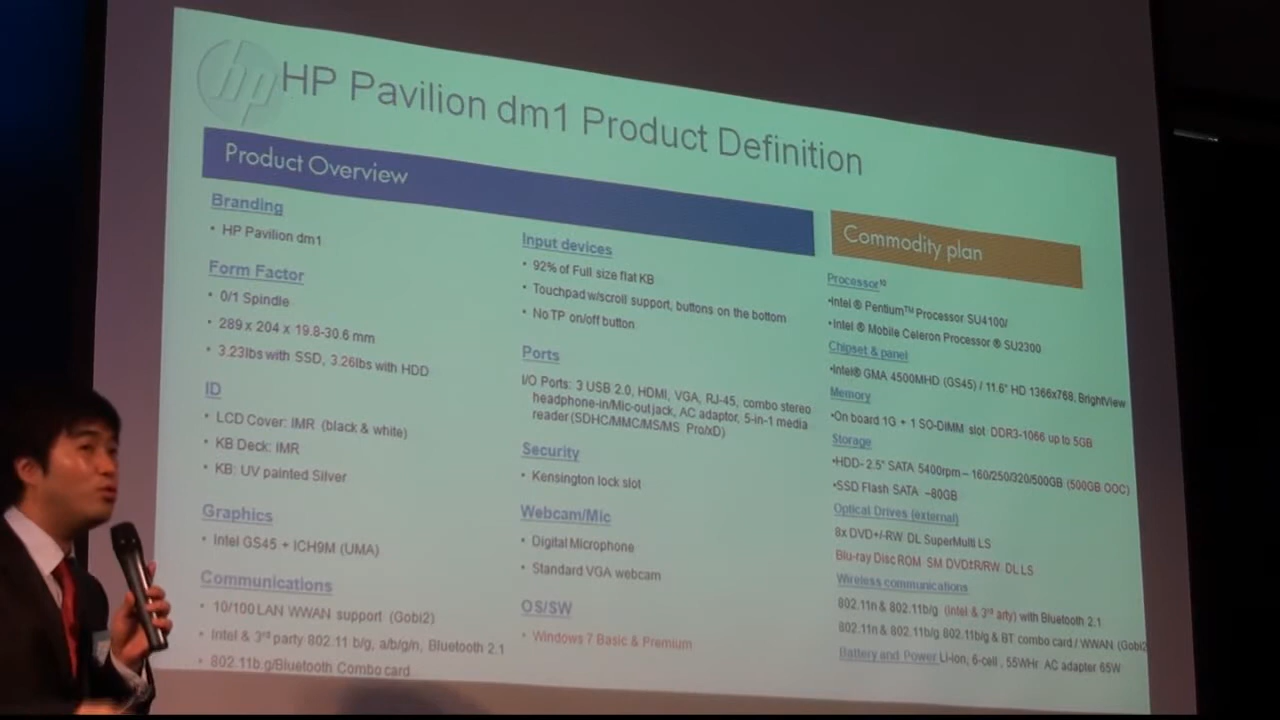 hp
HP Pavilion dm1 Product Definition
Product Overview
Branding
• HP Pavilion dm1
Form Factor
• 0/1 Spindle
• 289 x 204 x 19.8-30.6 mm
• 3.23lbs with SSD, 3.26lbs with HDD
ID
• LCD Cover: IMR (black & white)
• KB Deck: IMR
• KB: UV painted Silver
Graphics
• Intel GS45 + ICH9M (UMA)
Communications
• 10/100 LAN WWAN support (Gobi2)
• Intel & 3rd party 802.11 b/g, a/b/g/n, Bluetooth 2.1
• 802.11b.g/Bluetooth Combo card
Input devices
• 92% of Full size flat KB
• Touchpad w/scroll support, buttons on the bottom
• No TP on/off button
Ports
I/O Ports: 3 USB 2.0, HDMI, VGA, RJ-45, combo stereo
headphone-in/Mic-out jack, AC adaptor, 5-in-1 media
reader (SDHC/MMC/MS/MS Pro/xD)
Security
• Kensington lock slot
Webcam/Mic
• Digital Microphone
• Standard VGA webcam
OS/SW
• Windows 7 Basic & Premium
Commodity plan
Processor10
•Intel ® Pentium™ Processor SU4100/
•Intel ® Mobile Celeron Processor ® SU2300
Chipset & panel
•Intel® GMA 4500MHD (GS45) / 11.6" HD 1366x768, BrightView
Memory
•On board 1G + 1 SO-DIMM slot DDR3-1066 up to 5GB
Storage
•HDD- 2.5" SATA 5400rpm – 160/250/320/500GB (500GB OOC)
•SSD Flash SATA ~80GB
Optical Drives (external)
8x DVD+/-RW DL SuperMulti LS
Blu-ray Disc ROM SM DVD±R/RW DL LS
Wireless communications
802.11n & 802.11b/g (intel & 3rd arty) with Bluetooth 2.1
802.11n & 802.11b/g 802.11b/g & BT combo card / WWAN (Gobi2
Battery and Power Li-ion; 6-cell , 55WHr AC adapter 65W